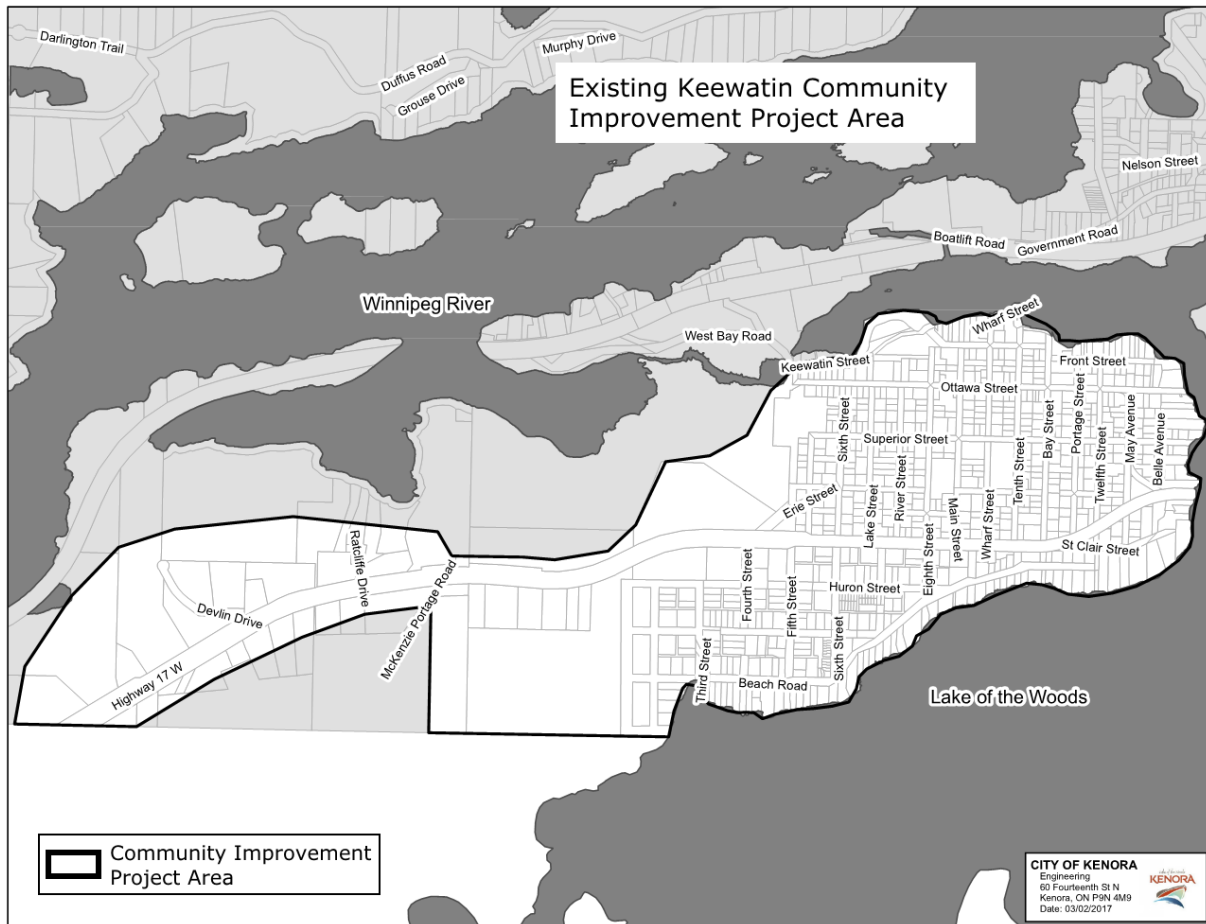 Darlington Trail
Duffus Road
Grouse Drive
Murphy Drive
Existing Keewatin Community
Improvement Project Area
Nelson Street
Boatlift Road
Government Road
Winnipeg River
West Bay Road
Wharf Street
Keewatin Street
Front Street
Ottawa Street
Sixth Street
Superior Street
Bay Street
Portage Street
May Avenue
Belle Avenue
Tenth Street
Twelfth Street
River Street
Erie Street
Lake Street
Main Street
Wharf Street
Eighth Street
St Clair Street
Ratcliffe Drive
McKenzie Portage Road
Devlin Drive
Highway 17 W
Fourth Street
Fifth Street
Huron Street
Sixth Street
Third Street
Beach Road
Lake of the Woods
Community Improvement
Project Area
CITY OF KENORA
Engineering
60 Fourteenth St N
Kenora, ON P9N 4M9
Date: 03/02/2017
KENORA